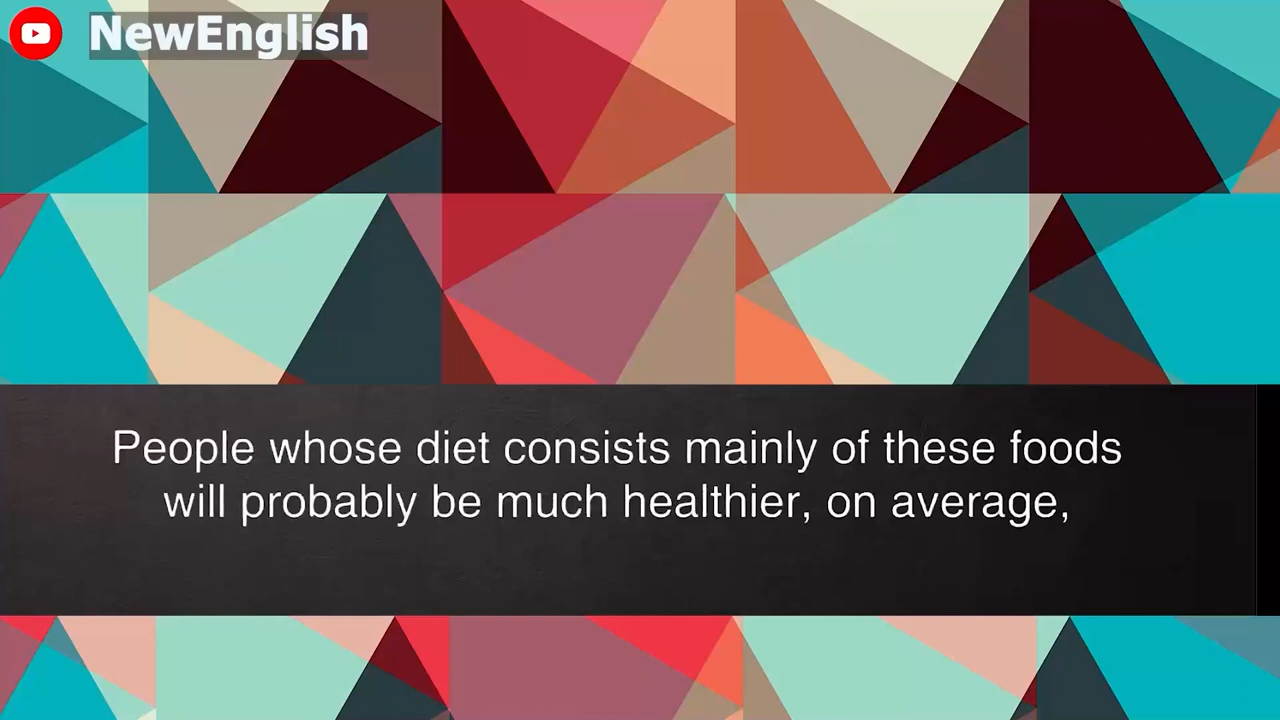 NewEnglish
People whose diet consists mainly of these foods
will probably be much healthier, on average,